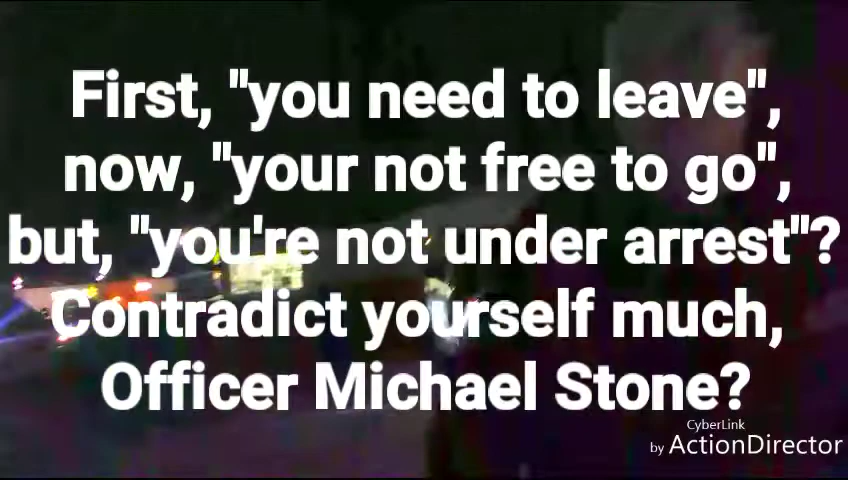 First, "you need to leave",
now, "your not free to go",
but, "you're not under arrest"?
Contradict yourself much,
Officer Michael Stone?
CyberLink
by ActionDirector